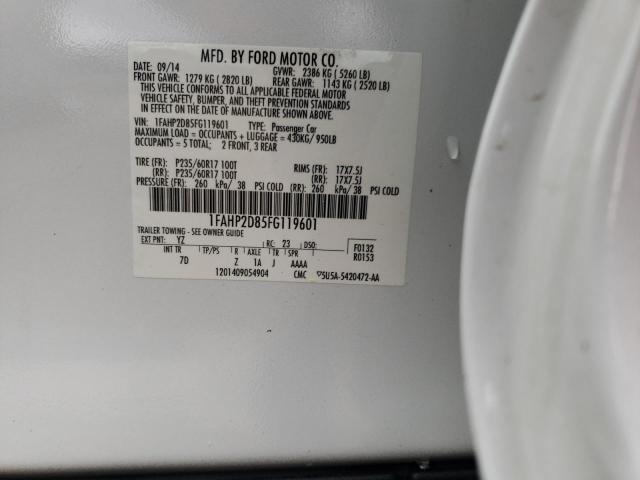 MFD. BY FORD MOTOR CO.
DATE: 09/14 GVWR: 2386 KG ( 5260 LB)
FRONT GAWR: 1279 KG ( 2820 LB) REAR GAWR: 1143 KG ( 2520 LB)
THIS VEHICLE CONFORMS TO ALL APPLICABLE FEDERAL MOTOR
VEHICLE SAFETY, BUMPER, AND THEFT PREVENTION STANDARDS
IN EFFECT ON THE DATE OF MANUFACTURE SHOWN ABOVE.
VIN: 1FAHP2D85FG119601 TYPE: Passenger Car
MAXIMUM LOAD = OCCUPANTS + LUGGAGE = 430KG/ 950LB
OCCUPANTS = 5 TOTAL; 2 FRONT, 3 REAR
TIRE (FR): P235/60R17 100T RIMS (FR): 17X7.5J
(RR): P235/60R17 100T (RR): 17X7.5J
PRESSURE (FR): 260 kPa/ 38 PSI COLD (RR): 260 kPa/ 38 PSI COLD
1FAHP2D85FG119601
TRAILER TOWING - SEE OWNER GUIDE
EXT PNT: YZ RC: 23 DSO: F0132
INT TR TP/PS R AXLE TR SPR R0153
7D Z 1A J AAAA
1201409054904 CMC 5U5A-5420472-AA